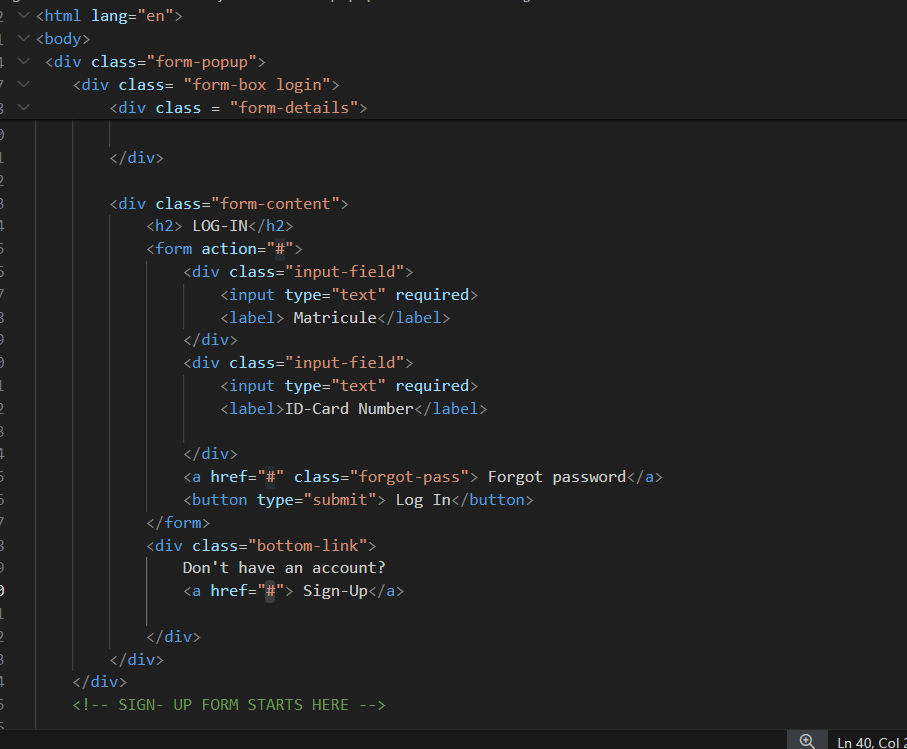 <html lang="en">
<body>
<div class="form-popup">
<div class= "form-box login">
<div class = "form-details">
</div>
<div class="form-content">
<h2> LOG-IN</h2>
<form action="#">
<div class="input-field">
<input type="text" required>
<label> Matricule</label>
</div>
<div class="input-field">
<input type="text" required>
<label>ID-Card Number</label>
</div>
<a href="#" class="forgot-pass"> Forgot password</a>
<button type="submit"> Log In</button>
</form>
<div class="bottom-link">
Don't have an account?
<a href="#"> Sign-Up</a>
</div>
</div>
</div>
<!-- SIGN- UP FORM STARTS HERE -->
Ln 40, Col